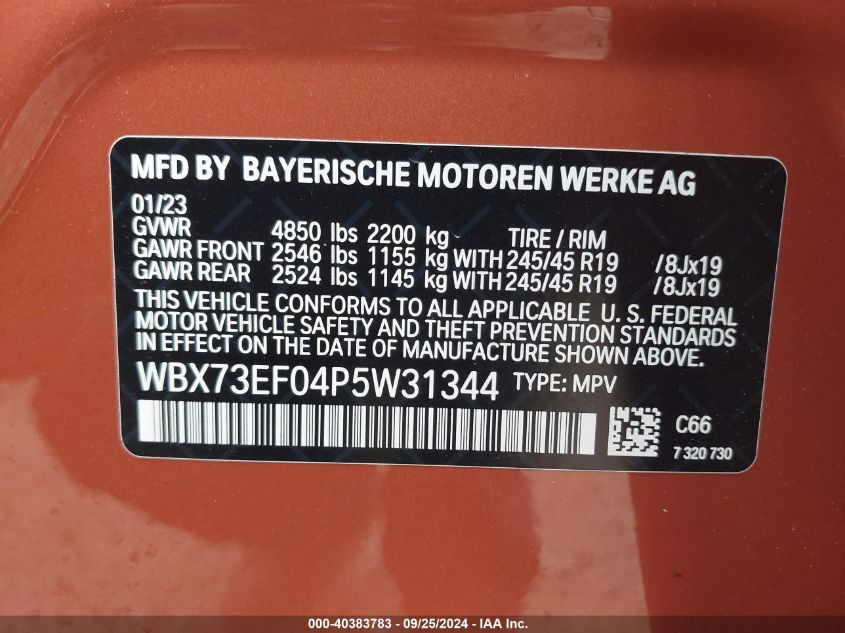 MFD BY BAYERISCHE MOTOREN WERKE AG
01/23
GVWR 4850 lbs 2200 kg TIRE / RIM
GAWR FRONT 2546 lbs 1155 kg WITH 245/45 R19 /8Jx19
GAWR REAR 2524 lbs 1145 kg WITH 245/45 R19 /8Jx19
THIS VEHICLE CONFORMS TO ALL APPLICABLE U. S. FEDERAL
MOTOR VEHICLE SAFETY AND THEFT PREVENTION STANDARDS
IN EFFECT ON THE DATE OF MANUFACTURE SHOWN ABOVE.
WBX73EF04P5W31344 TYPE: MPV
C66
7 320 730
000-40383783 - 09/25/2024 - IAA Inc.